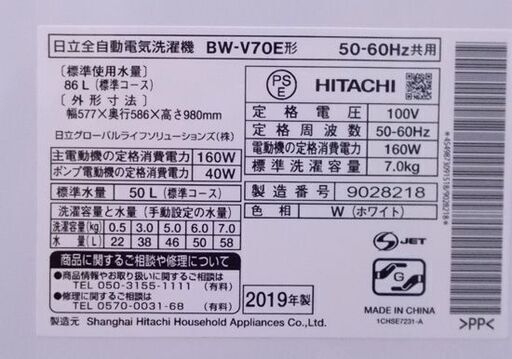 日立全自動電気洗濯機 BW-V70E形 50-60Hz共用
〔標準使用水量〕
86L（標準コース）
〔外形寸法〕
幅577×奥行586×高さ980mm
日立グローバルライフソリューションズ（株）
主電動機の定格消費電力 160W
ポンプ電動機の定格消費電力 40W
標準水量 50L（標準コース）
洗濯容量と水量（手動設定の水量）
洗濯容量(kg) 0.5 3.0 5.0 6.0 7.0
水量(L) 22 38 46 50 58
商品に関するご相談や修理について
●商品情報やお取り扱いに関するご相談は
TEL 050-3155-1111（有料）
●修理に関するご相談は
TEL 0570-0031-68（有料）
2019年製
製造元 Shanghai Hitachi Household Appliances Co.,Ltd.
PS
E
HITACHI
定格電圧 100V
定格周波数 50-60Hz
電動機の定格消費電力 160W
標準洗濯容量 7.0kg
製造番号 9028218
色相 W（ホワイト）
S JET
G
MADE IN CHINA
1CHSE7231-A
>PP<